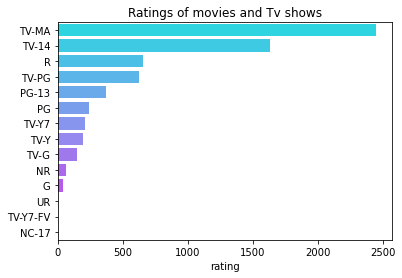 Ratings of movies and Tv shows
TV-MA
TV-14
R
TV-PG
PG-13
PG
TV-Y7
TV-Y
TV-G
NR
G
UR
TV-Y7-FV
NC-17
0 500 1000 1500 2000 2500
rating